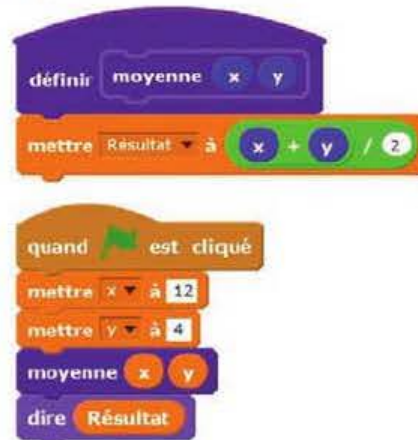 définir moyenne x y
mettre Résultat à x + y / 2
quand est cliqué
mettre x à 12
mettre y à 4
moyenne x y
dire Résultat